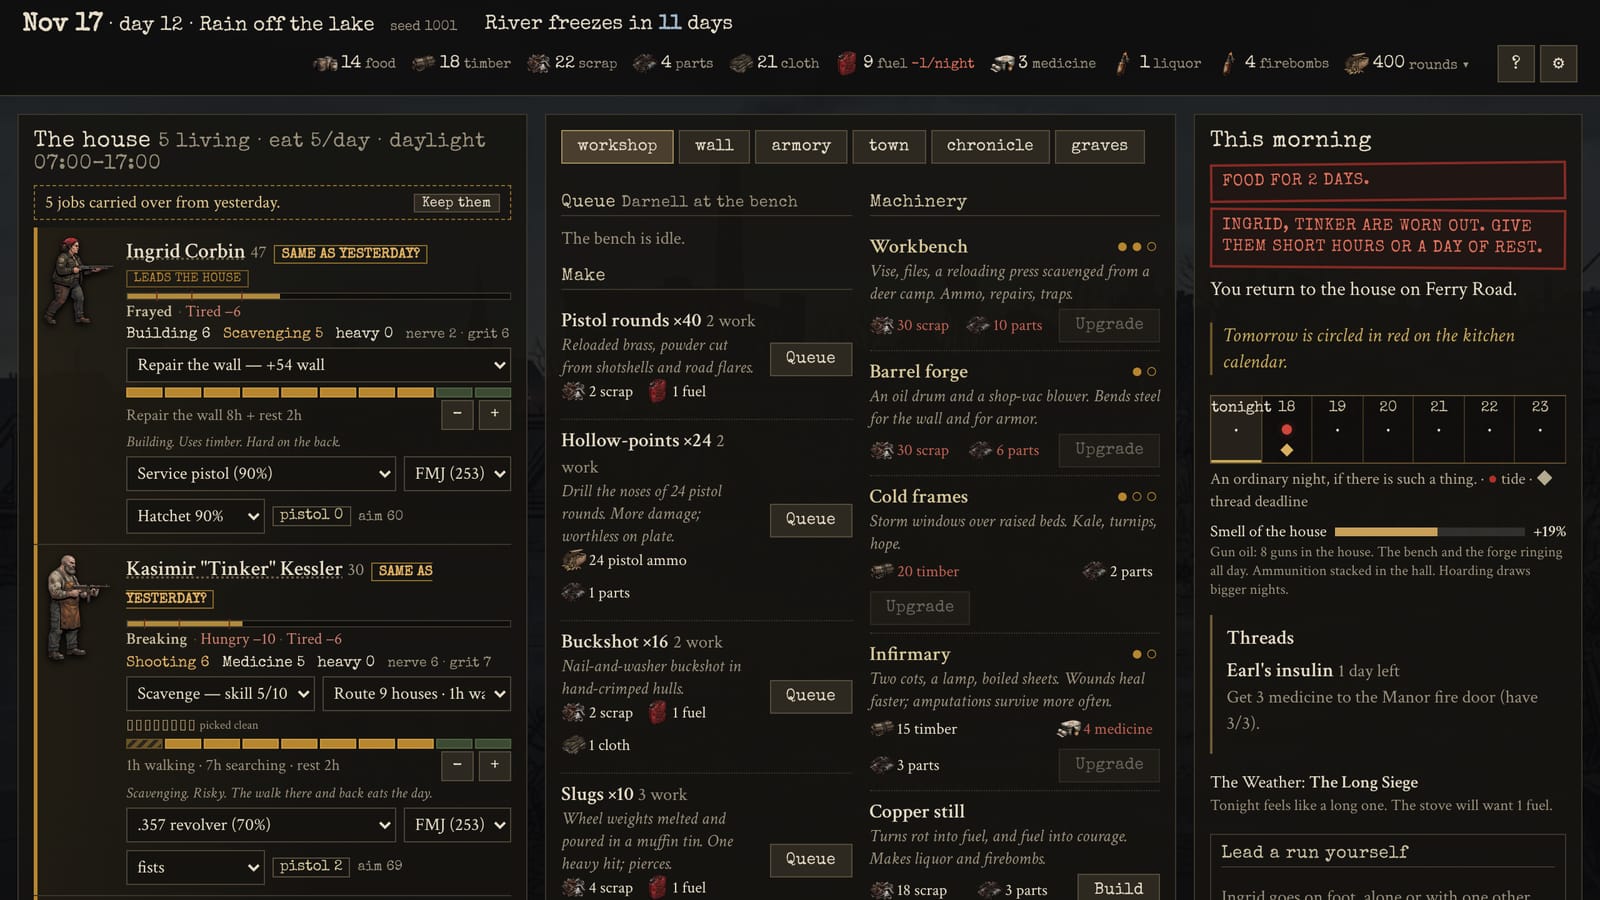 Nov 17 · day 12 · Rain off the lake seed 1001 River freezes in 11 days
14 food 18 timber 22 scrap 4 parts 21 cloth 9 fuel −1/night 3 medicine 1 liquor 4 firebombs 400 rounds ▾ ? ⚙
The house 5 living · eat 5/day · daylight
07:00–17:00
5 jobs carried over from yesterday. Keep them
Ingrid Corbin 47 SAME AS YESTERDAY?
LEADS THE HOUSE
Frayed · Tired −6
Building 6 Scavenging 5 heavy 0 nerve 2 · grit 6
Repair the wall — +54 wall
Repair the wall 8h + rest 2h − +
Building. Uses timber. Hard on the back.
Service pistol (90%) FMJ (253)
Hatchet 90% pistol 0 aim 60
Kasimir "Tinker" Kessler 30 SAME AS
YESTERDAY?
Breaking · Hungry −10 · Tired −6
Shooting 6 Medicine 5 heavy 0 nerve 6 · grit 7
Scavenge — skill 5/10 Route 9 houses · 1h wa
picked clean
1h walking · 7h searching · rest 2h − +
Scavenging. Risky. The walk there and back eats the day.
.357 revolver (70%) FMJ (253)
fists pistol 2 aim 69
workshop wall armory town chronicle graves
Queue Darnell at the bench
The bench is idle.
Make
Pistol rounds ×40 2 work
Reloaded brass, powder cut
from shotshells and road flares.
Queue
2 scrap 1 fuel
Hollow-points ×24 2
work
Drill the noses of 24 pistol
rounds. More damage;
worthless on plate.
Queue
24 pistol ammo
1 parts
Buckshot ×16 2 work
Nail-and-washer buckshot in
hand-crimped hulls.
Queue
2 scrap 1 fuel
1 cloth
Slugs ×10 3 work
Wheel weights melted and
poured in a muffin tin. One
heavy hit; pierces.
Queue
4 scrap 1 fuel
Machinery
Workbench
Vise, files, a reloading press scavenged from a
deer camp. Ammo, repairs, traps.
30 scrap 10 parts Upgrade
Barrel forge
An oil drum and a shop-vac blower. Bends steel
for the wall and for armor.
30 scrap 6 parts Upgrade
Cold frames
Storm windows over raised beds. Kale, turnips,
hope.
20 timber 2 parts
Upgrade
Infirmary
Two cots, a lamp, boiled sheets. Wounds heal
faster; amputations survive more often.
15 timber 4 medicine
3 parts Upgrade
Copper still
Turns rot into fuel, and fuel into courage.
Makes liquor and firebombs.
18 scrap 3 parts Build
This morning
FOOD FOR 2 DAYS.
INGRID, TINKER ARE WORN OUT. GIVE
THEM SHORT HOURS OR A DAY OF REST.
You return to the house on Ferry Road.
Tomorrow is circled in red on the kitchen
calendar.
tonight 18 19 20 21 22 23
An ordinary night, if there is such a thing. · ● tide · ◆
thread deadline
Smell of the house +19%
Gun oil: 8 guns in the house. The bench and the forge ringing
all day. Ammunition stacked in the hall. Hoarding draws
bigger nights.
Threads
Earl's insulin 1 day left
Get 3 medicine to the Manor fire door (have
3/3).
The Weather: The Long Siege
Tonight feels like a long one. The stove will want 1 fuel.
Lead a run yourself
Ingrid goes on foot, alone or with one other